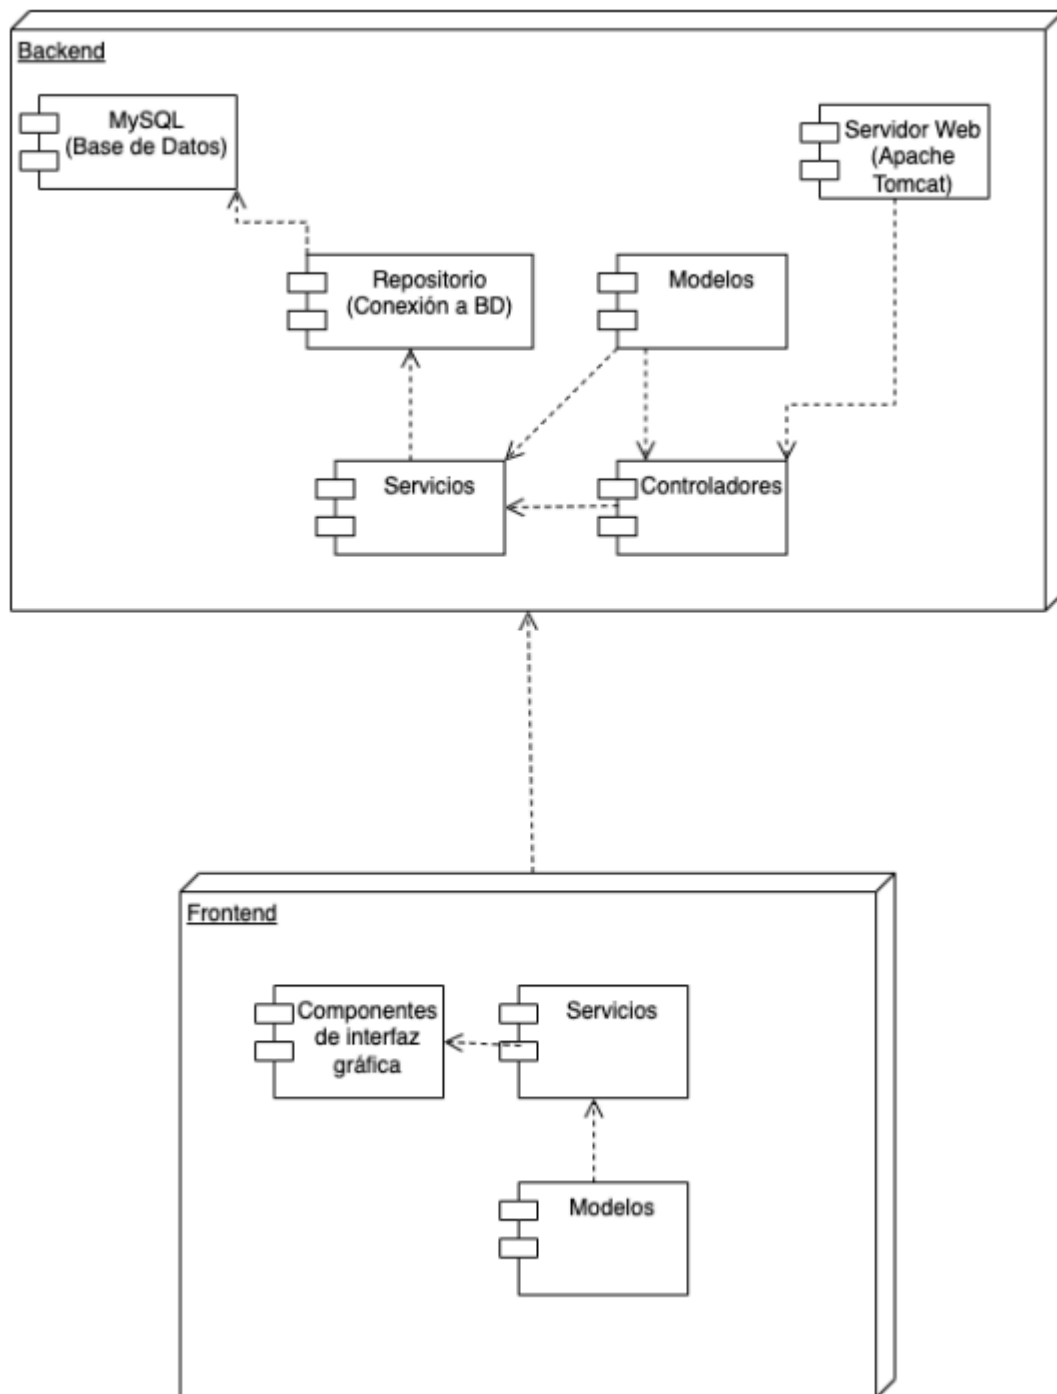 Backend
MySQL
(Base de Datos)
Servidor Web
(Apache
Tomcat)
Repositorio
(Conexión a BD)
Modelos
Servicios
Controladores
Frontend
Componentes
de interfaz
gráfica
Servicios
Modelos